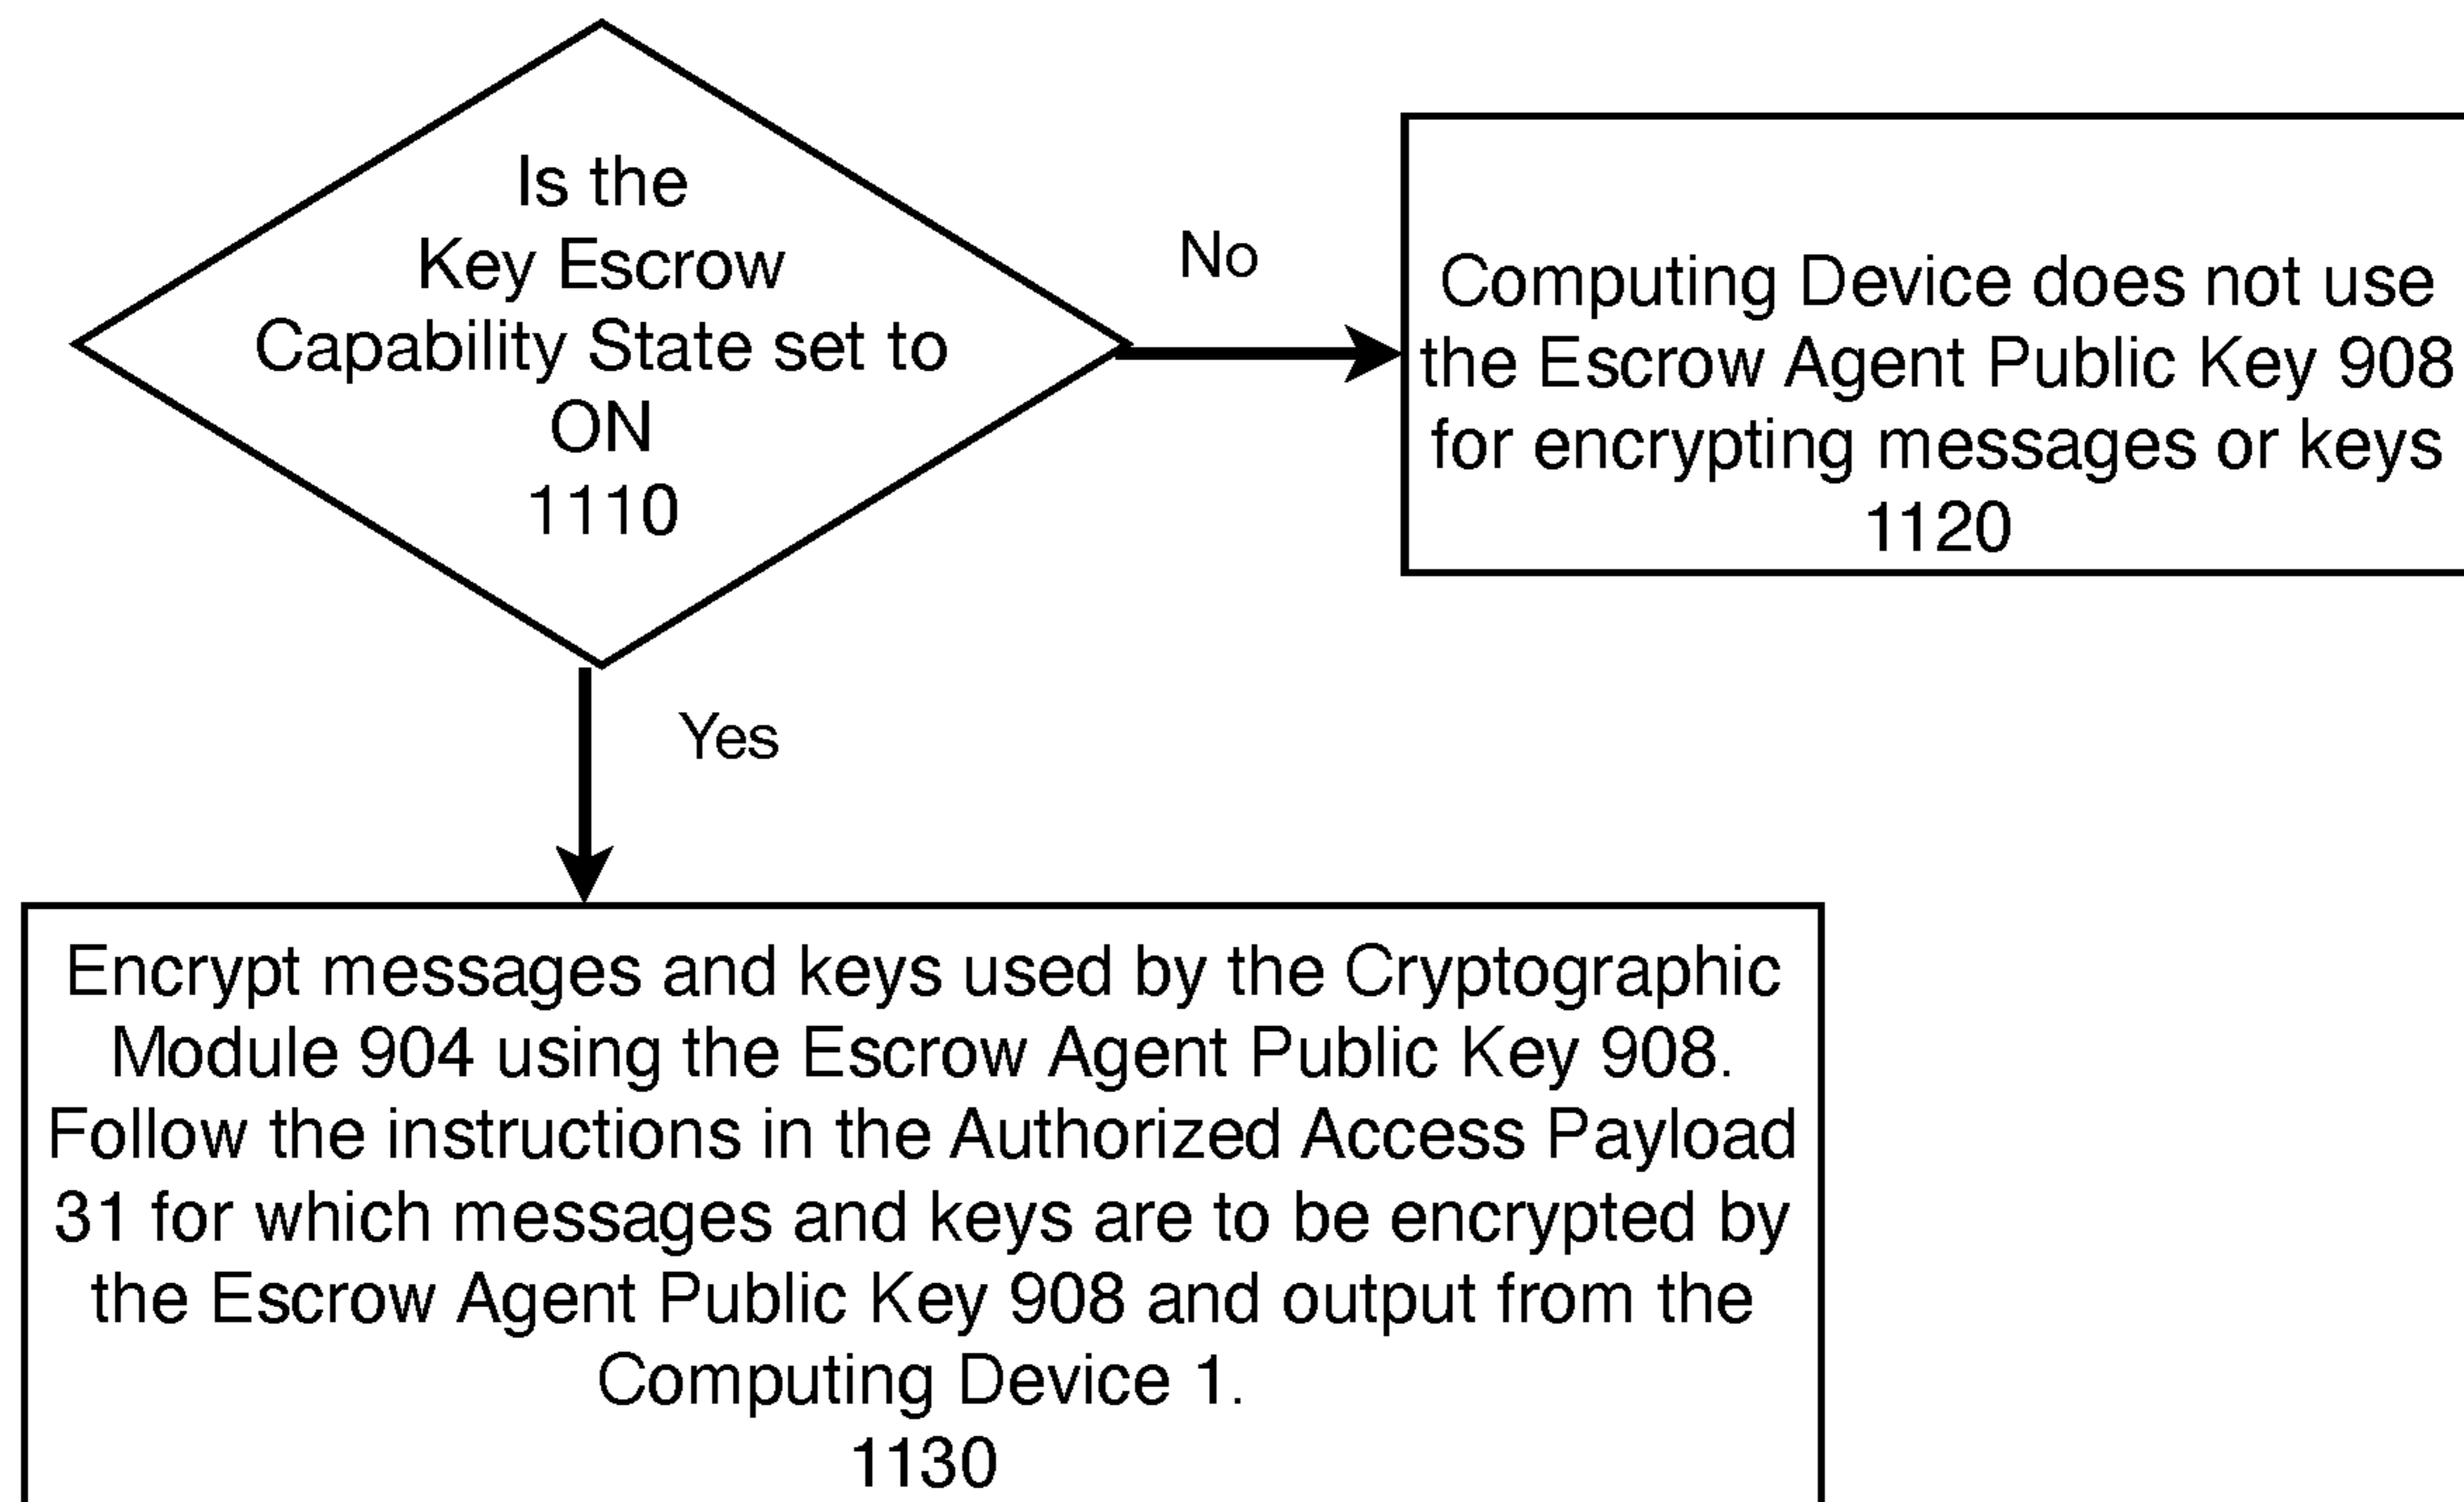 Is the
Key Escrow
Capability State set to
ON
1110
No
Computing Device does not use
the Escrow Agent Public Key 908
for encrypting messages or keys
1120
Yes
Encrypt messages and keys used by the Cryptographic
Module 904 using the Escrow Agent Public Key 908.
Follow the instructions in the Authorized Access Payload
31 for which messages and keys are to be encrypted by
the Escrow Agent Public Key 908 and output from the
Computing Device 1.
1130